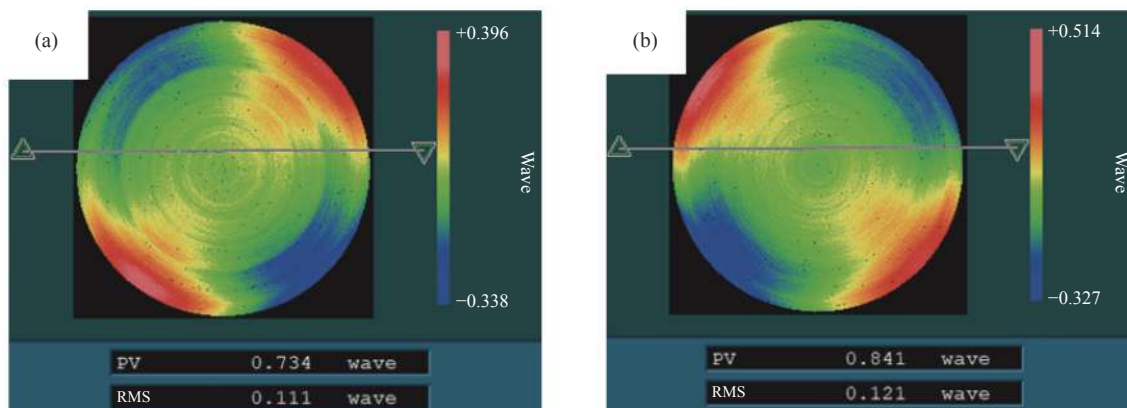 (a)
+0.396
Wave
−0.338
PV 0.734 wave
RMS 0.111 wave
(b)
+0.514
Wave
−0.327
PV 0.841 wave
RMS 0.121 wave